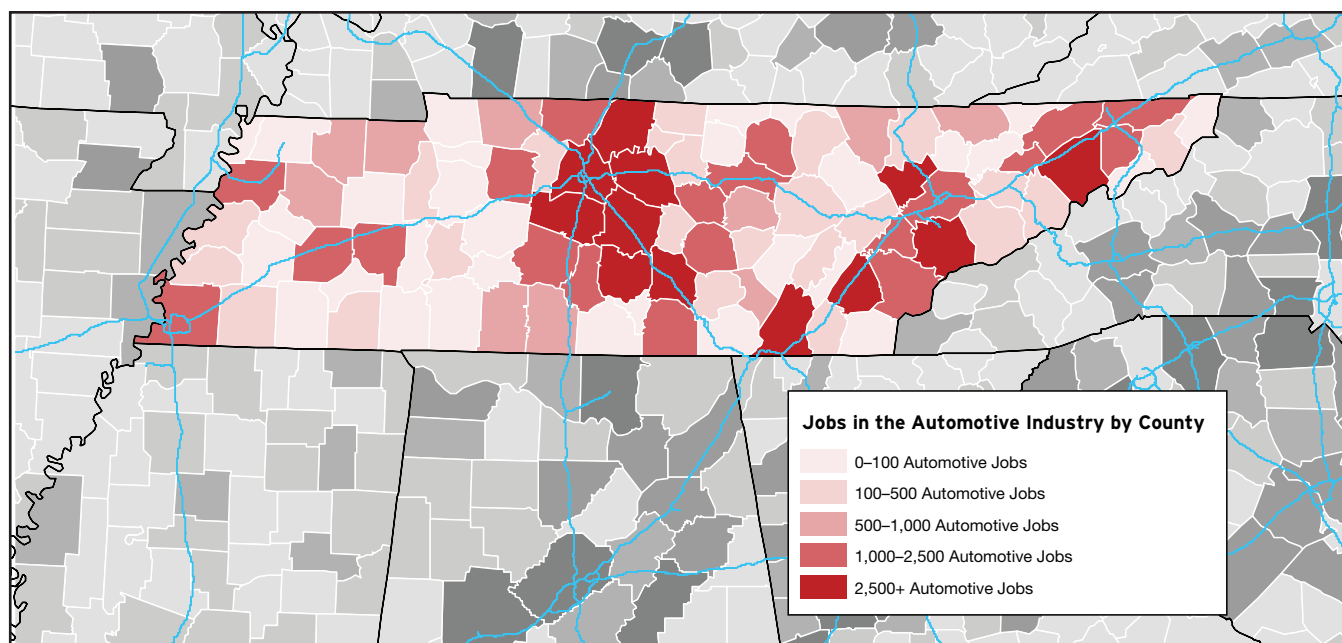 Jobs in the Automotive Industry by County
0–100 Automotive Jobs
100–500 Automotive Jobs
500–1,000 Automotive Jobs
1,000–2,500 Automotive Jobs
2,500+ Automotive Jobs